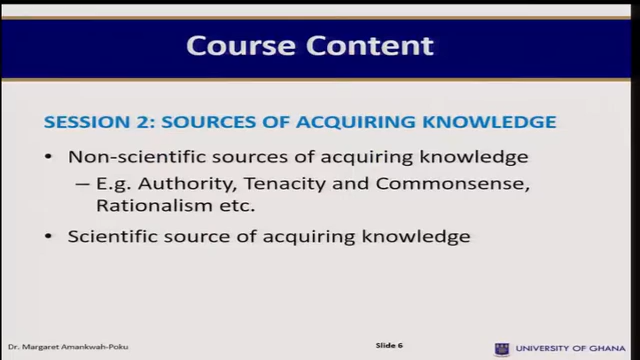 Course Content
SESSION 2: SOURCES OF ACQUIRING KNOWLEDGE
• Non-scientific sources of acquiring knowledge
– E.g. Authority, Tenacity and Commonsense,
Rationalism etc.
• Scientific source of acquiring knowledge
Dr. Margaret Amankwah-Poku
Slide 6
UNIVERSITY OF GHANA